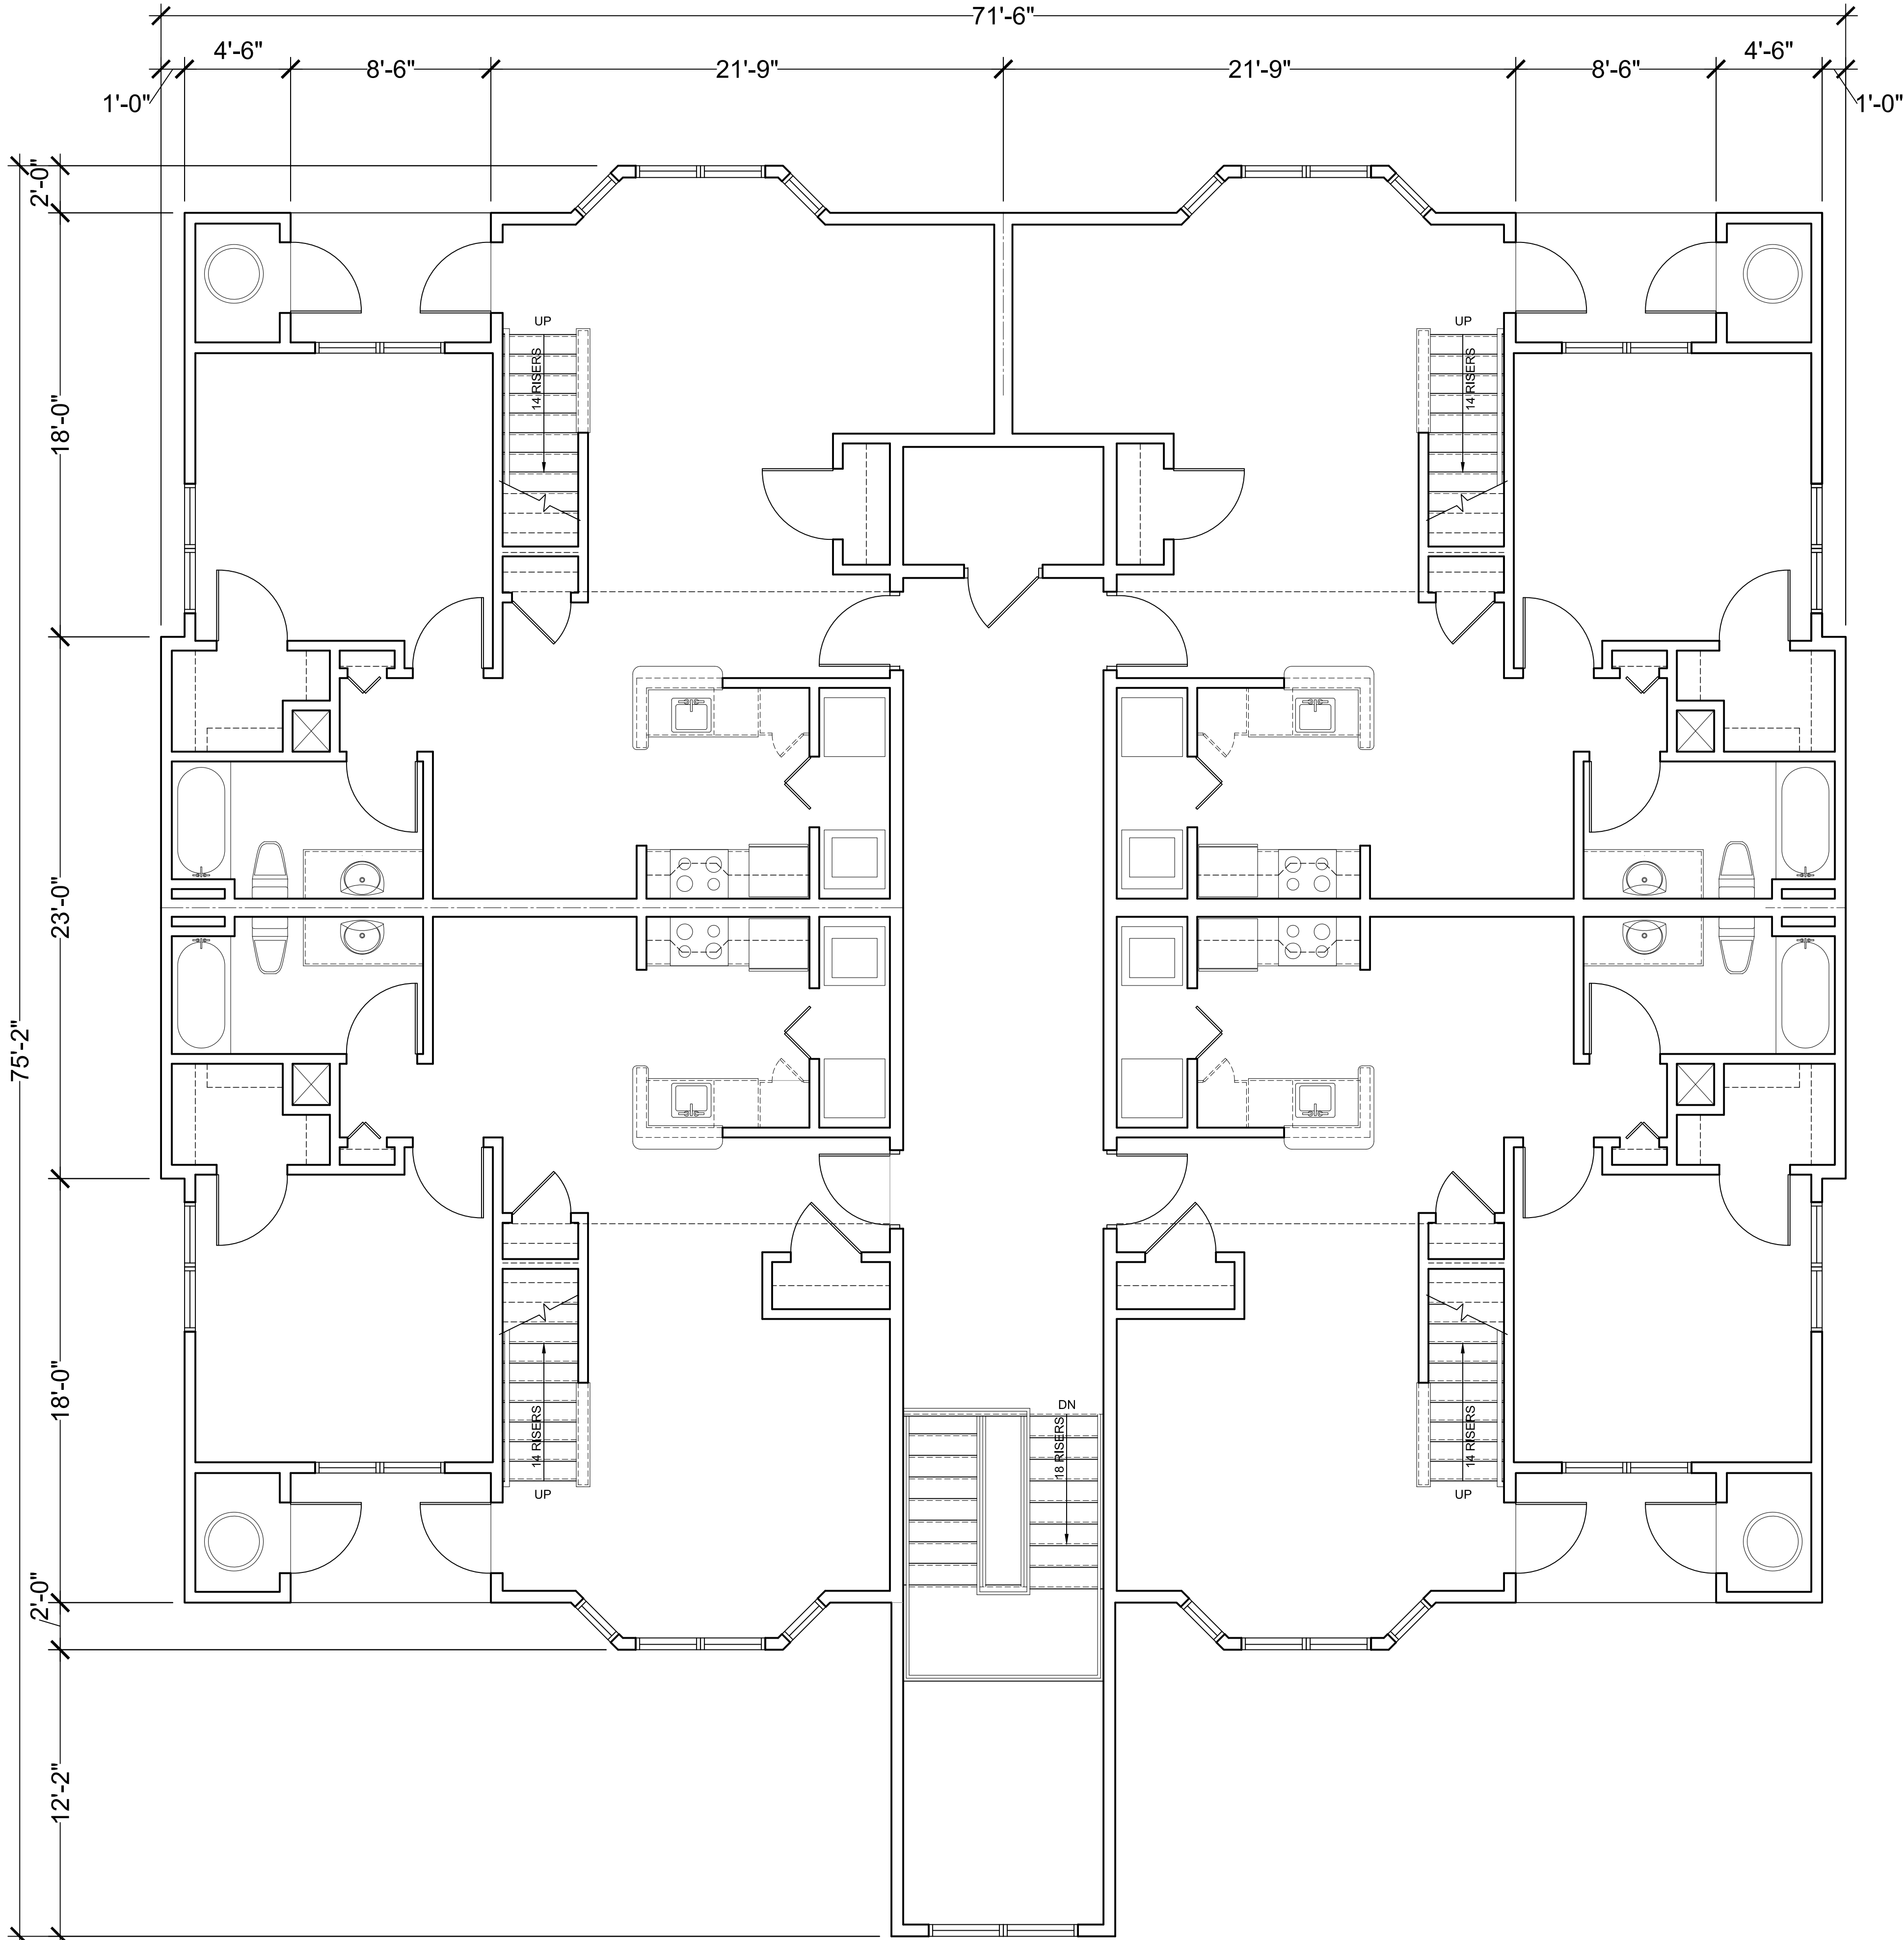 71'-6"
4'-6"
8'-6"
21'-9"
21'-9"
8'-6"
4'-6"
1'-0"
1'-0"
2'-0"
18'-0"
23'-0"
75'-2"
18'-0"
2'-0"
12'-2"
UP
14 RISERS
UP
14 RISERS
14 RISERS
UP
DN
18 RISERS
14 RISERS
UP